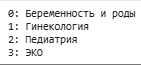 0: Беременность и роды
1: Гинекология
2: Педиатрия
3: ЭКО